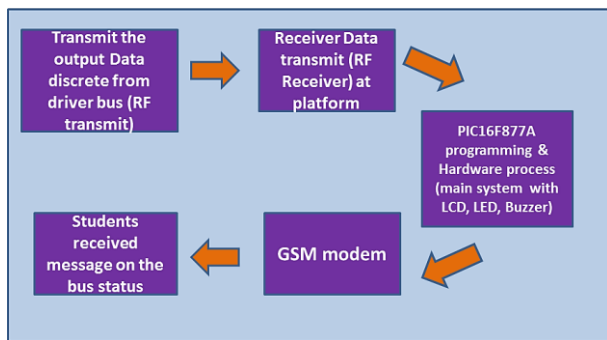 Transmit the
output Data
discrete from
driver bus (RF
transmit)
Receiver Data
transmit (RF
Receiver) at
platform
PIC16F877A
programming &
Hardware process
(main system with
LCD, LED, Buzzer)
GSM modem
Students
received
message on the
bus status